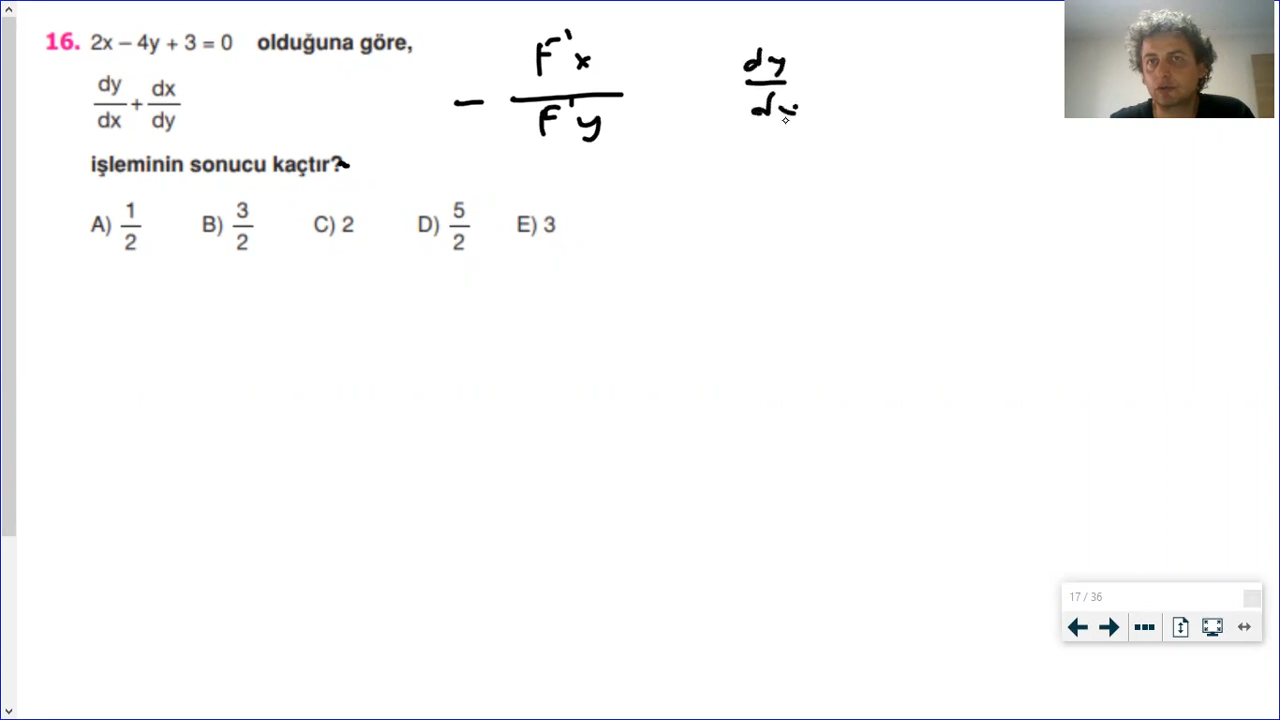 16. 2x – 4y + 3 = 0 olduğuna göre,
dy/dx + dx/dy
işleminin sonucu kaçtır?
A) 1/2 B) 3/2 C) 2 D) 5/2 E) 3
– F'x / F'y
dy/dx
17 / 36